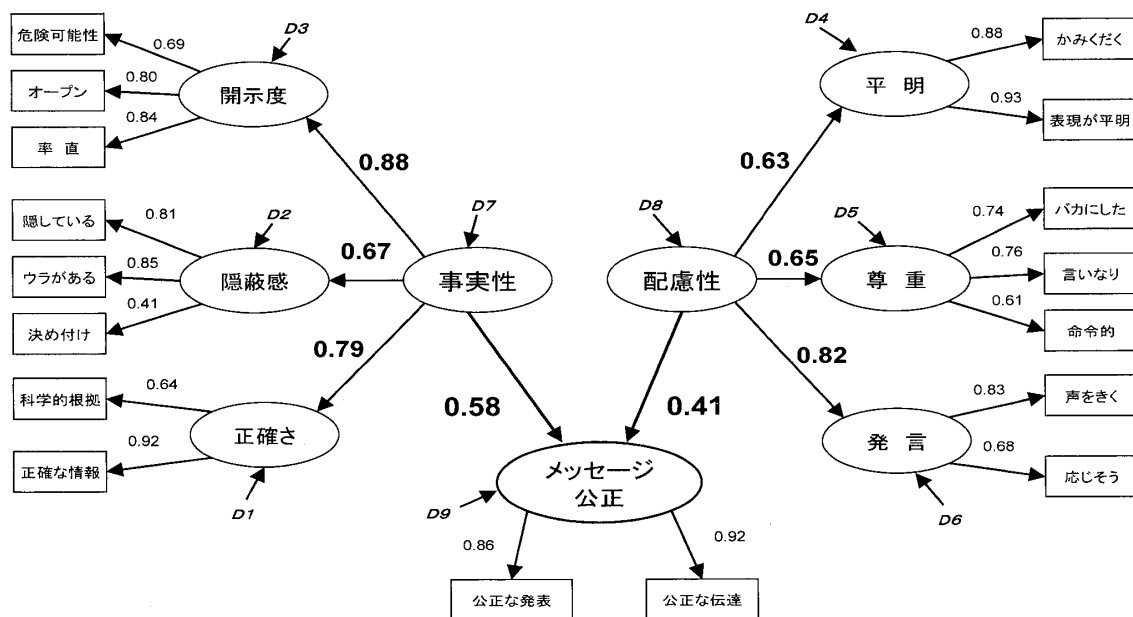 危険可能性
0.69
D3
オープン
0.80
開示度
率 直
0.84
0.88
隠している
0.81
D2
D7
ウラがある
0.85
隠蔽感
0.67
事実性
決め付け
0.41
0.79
科学的根拠
0.64
正確さ
正確な情報
0.92
D1
0.58
D4
0.88
かみくだく
平 明
0.93
表現が平明
0.63
D8
D5
0.74
バカにした
配慮性
0.65
尊 重
0.76
言いなり
0.61
命令的
0.82
0.83
声をきく
発 言
0.68
応じそう
D6
0.41
メッセージ
公正
D9
0.86
0.92
公正な発表
公正な伝達